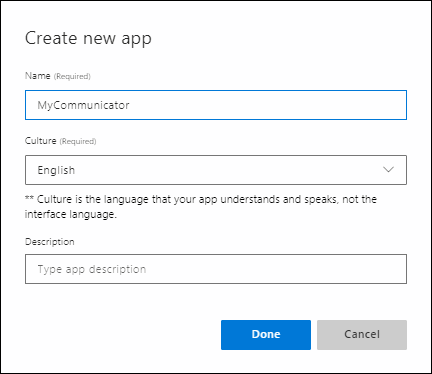 Create new app
Name (Required)
MyCommunicator
Culture (Required)
English
** Culture is the language that your app understands and speaks, not the
interface language.
Description
Type app description
Done Cancel